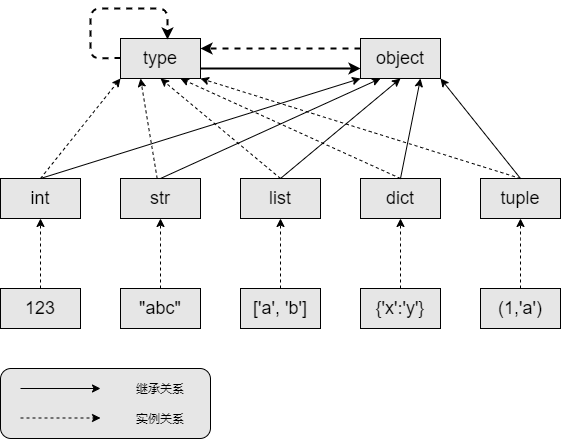 type
object
int
str
list
dict
tuple
123
"abc"
['a', 'b']
{'x':'y'}
(1,'a')
继承关系
实例关系